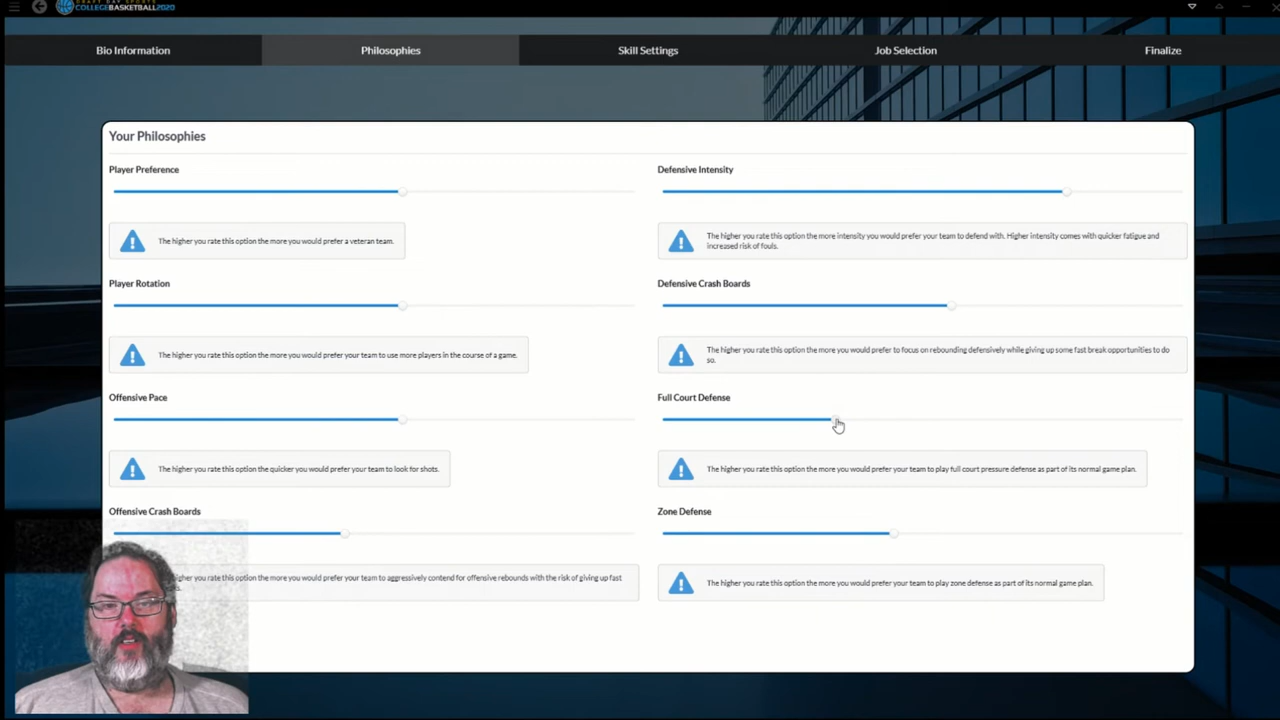 DRAFT DAY SPORTS
COLLEGEBASKETBALL2020
Bio Information
Philosophies
Skill Settings
Job Selection
Finalize
Your Philosophies
Player Preference
The higher you rate this option the more you would prefer a veteran team.
Player Rotation
The higher you rate this option the more you would prefer your team to use more players in the course of a game.
Offensive Pace
The higher you rate this option the quicker you would prefer your team to look for shots.
Offensive Crash Boards
higher you rate this option the more you would prefer your team to aggressively contend for offensive rebounds with the risk of giving up fast
Defensive Intensity
The higher you rate this option the more intensity you would prefer your team to defend with. Higher intensity comes with quicker fatigue and
increased risk of fouls.
Defensive Crash Boards
The higher you rate this option the more you would prefer to focus on rebounding defensively while giving up some fast break opportunities to do
so.
Full Court Defense
The higher you rate this option the more you would prefer your team to play full court pressure defense as part of its normal game plan.
Zone Defense
The higher you rate this option the more you would prefer your team to play zone defense as part of its normal game plan.